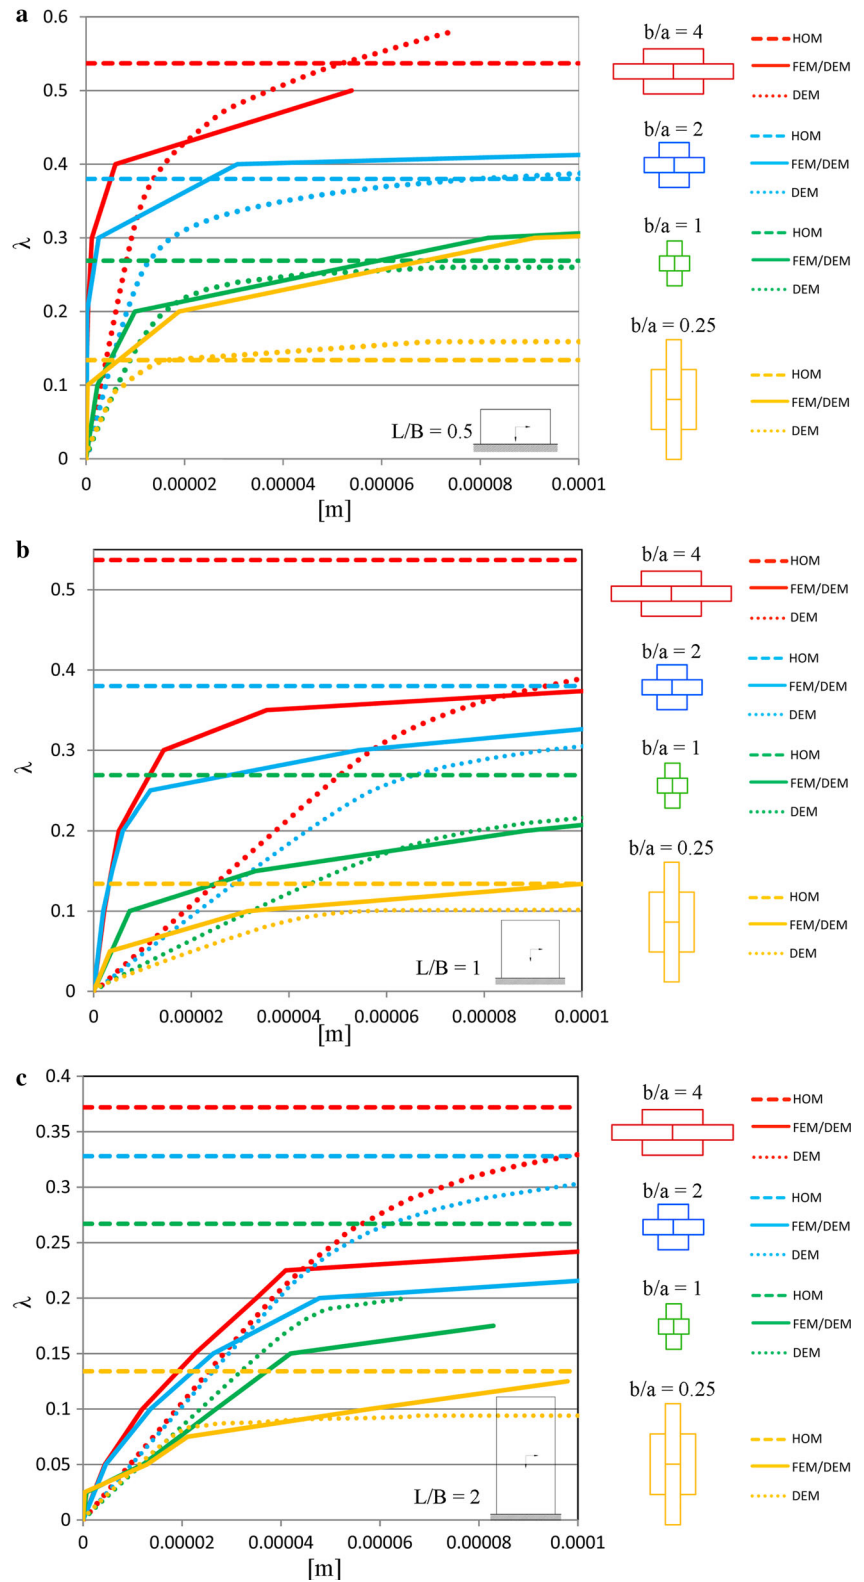 a
0.6
0.5
0.4
0.3
0.2
0.1
0
λ
0 0.00002 0.00004 0.00006 0.00008 0.0001
[m]
L/B = 0.5
b/a = 4
HOM
FEM/DEM
DEM
b/a = 2
HOM
FEM/DEM
DEM
b/a = 1
HOM
FEM/DEM
DEM
b/a = 0.25
HOM
FEM/DEM
DEM
b
0.5
0.4
0.3
0.2
0.1
0
λ
0 0.00002 0.00004 0.00006 0.00008 0.0001
[m]
L/B = 1
b/a = 4
HOM
FEM/DEM
DEM
b/a = 2
HOM
FEM/DEM
DEM
b/a = 1
HOM
FEM/DEM
DEM
b/a = 0.25
HOM
FEM/DEM
DEM
c
0.4
0.35
0.3
0.25
0.2
0.15
0.1
0.05
0
λ
0 0.00002 0.00004 0.00006 0.00008 0.0001
[m]
L/B = 2
b/a = 4
HOM
FEM/DEM
DEM
b/a = 2
HOM
FEM/DEM
DEM
b/a = 1
HOM
FEM/DEM
DEM
b/a = 0.25
HOM
FEM/DEM
DEM